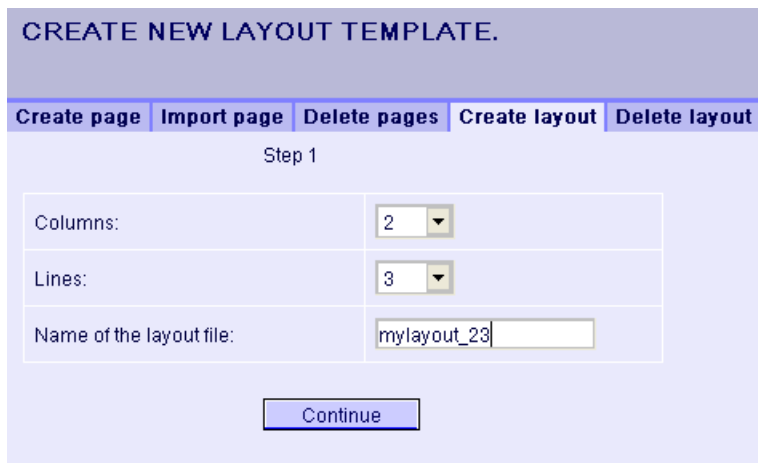 CREATE NEW LAYOUT TEMPLATE.
Create page Import page Delete pages Create layout Delete layout
Step 1
Columns: 2
Lines: 3
Name of the layout file: mylayout_23
Continue